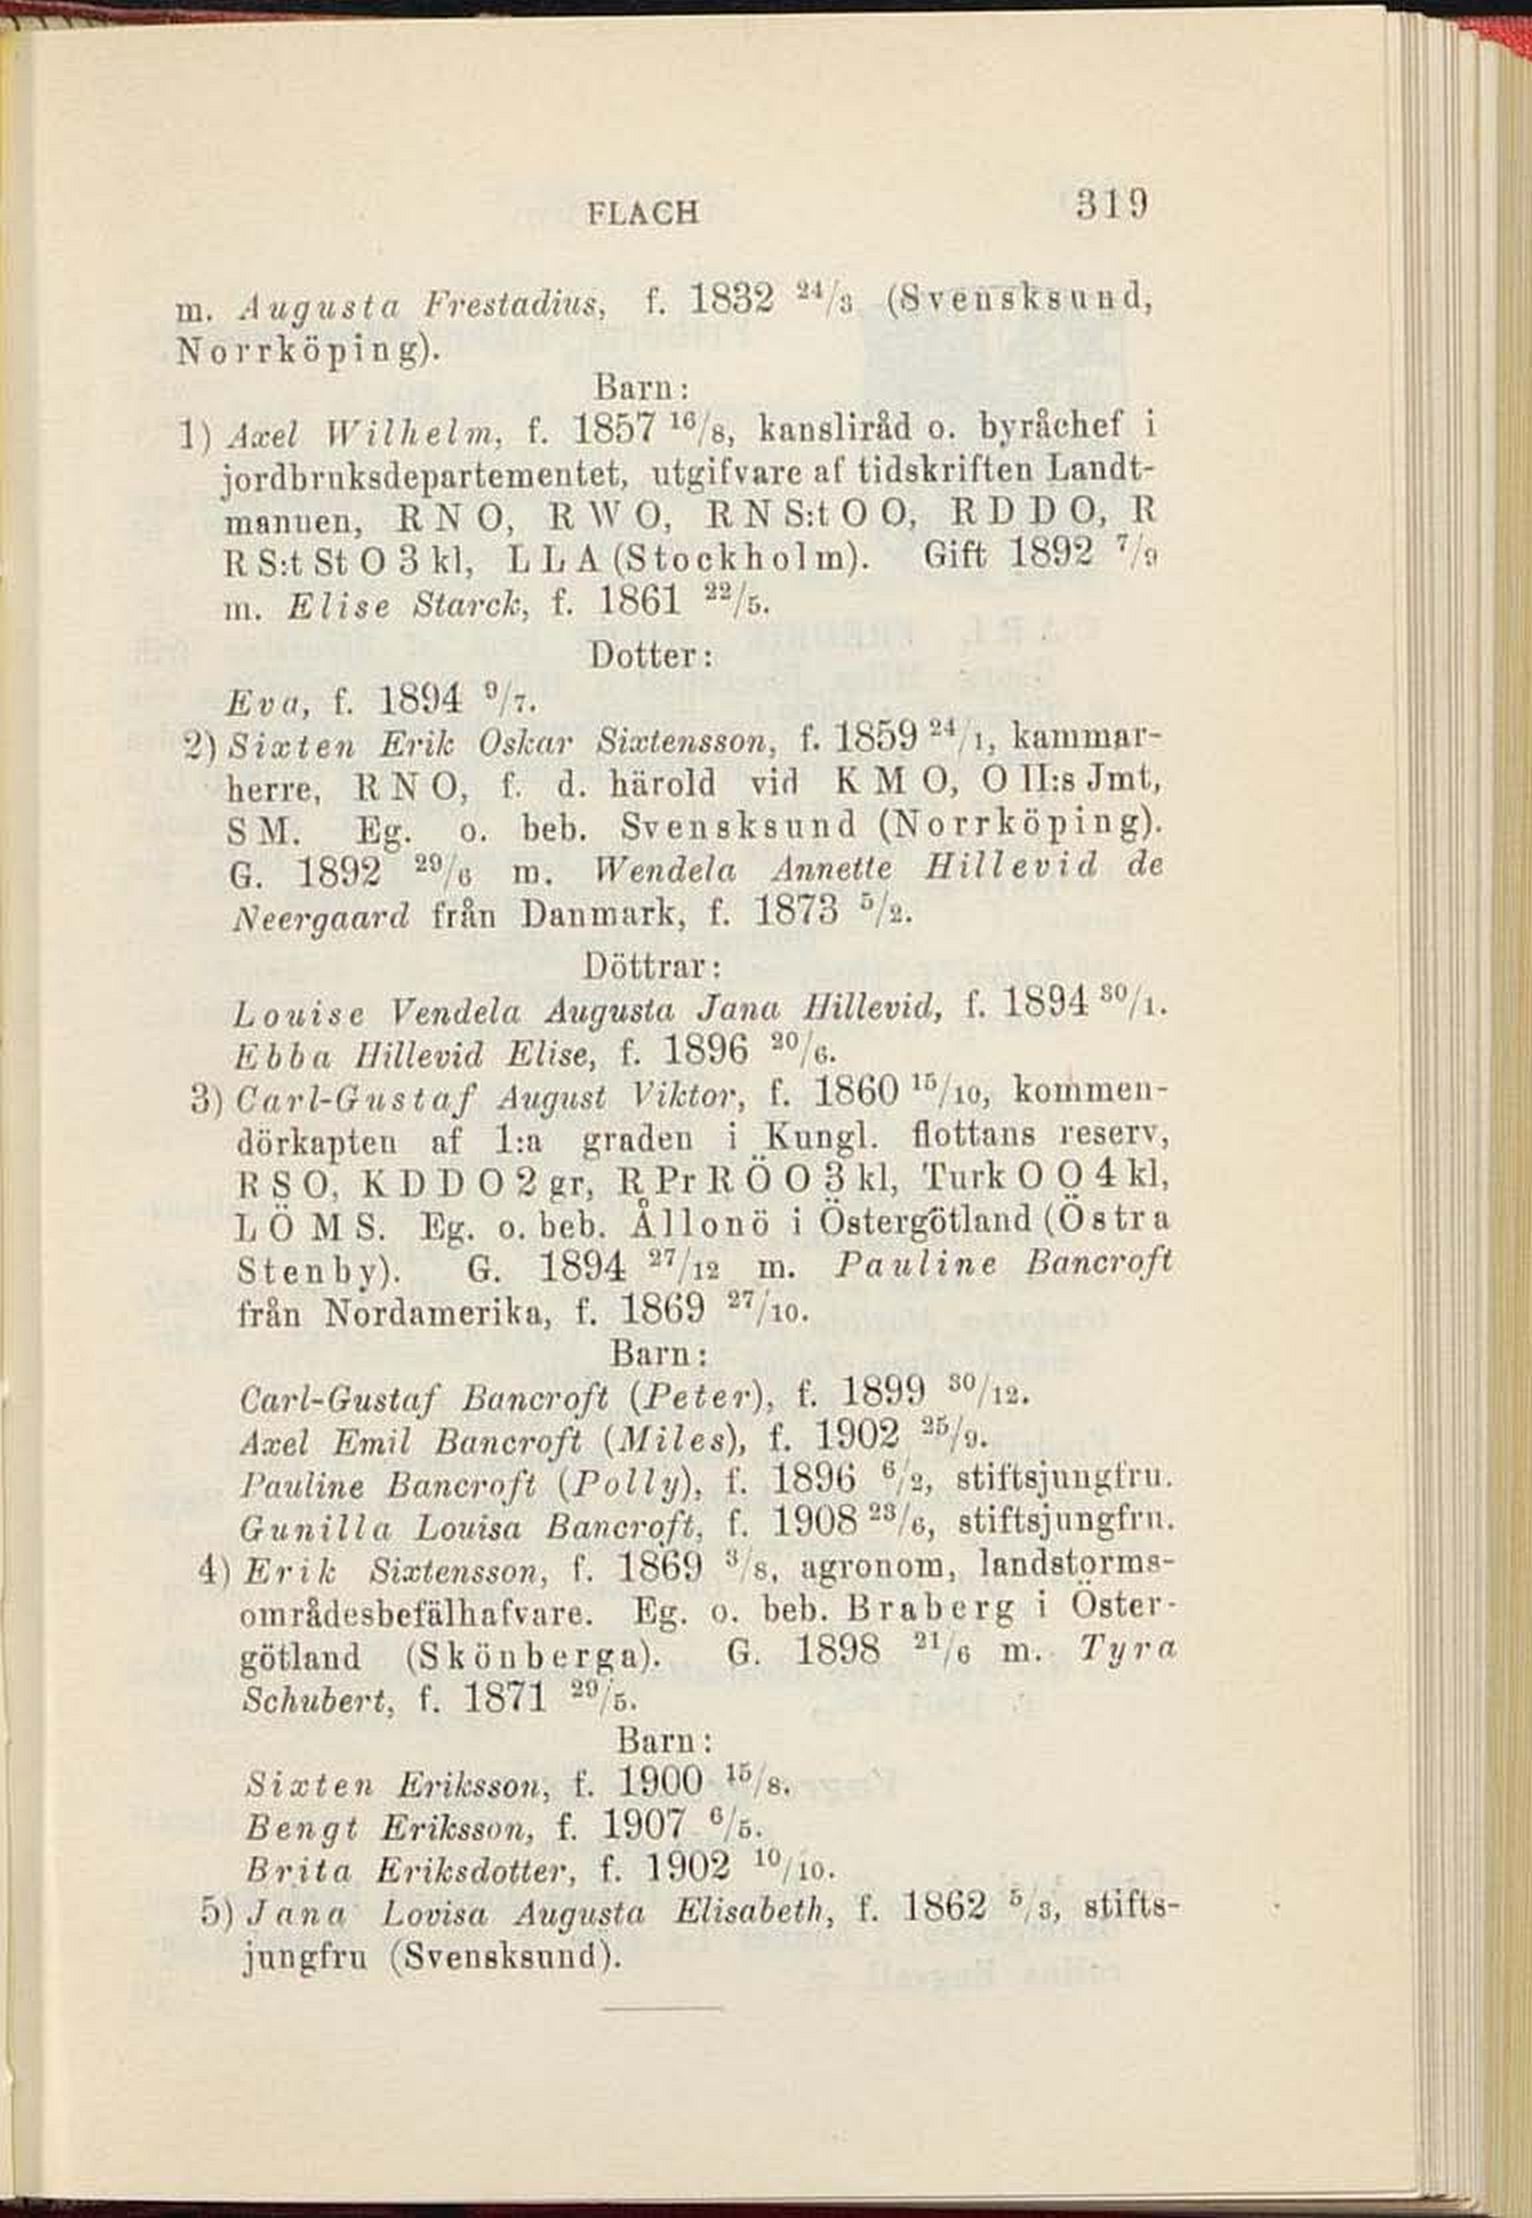 FLACH 319
m. Augusta Frestadius, f. 1832 24/3 (Svensksund,
Norrköping).
Barn:
1) Axel Wilhelm, f. 1857 16/8, kansliråd o. byråchef i
jordbruksdepartementet, utgifvare af tidskriften Landt-
mannen, R N O, R W O, R N S:t O O, R D D O, R
R S:t St O 3 kl, L L A (Stockholm). Gift 1892 7/9
m. Elise Starck, f. 1861 22/5.
Dotter:
Eva, f. 1894 9/7.
2) Sixten Erik Oskar Sixtensson, f. 1859 24/1, kammar-
herre, R N O, f. d. härold vid K M O, O II:s Jmt,
S M. Eg. o. beb. Svensksund (Norrköping).
G. 1892 29/6 m. Wendela Annette Hillevid de
Neergaard från Danmark, f. 1873 5/2.
Döttrar:
Louise Vendela Augusta Jana Hillevid, f. 1894 30/1.
Ebba Hillevid Elise, f. 1896 20/6.
3) Carl-Gustaf August Viktor, f. 1860 15/10, kommen-
dörkapten af 1:a graden i Kungl. flottans reserv,
R S O, K D D O 2 gr, R Pr R Ö O 3 kl, Turk O O 4 kl,
L Ö M S. Eg. o. beb. Ållonö i Östergötland (Östra
Stenby). G. 1894 27/12 m. Pauline Bancroft
från Nordamerika, f. 1869 27/10.
Barn:
Carl-Gustaf Bancroft (Peter), f. 1899 30/12.
Axel Emil Bancroft (Miles), f. 1902 25/9.
Pauline Bancroft (Polly), f. 1896 6/2, stiftsjungfru.
Gunilla Louisa Bancroft, f. 1908 23/6, stiftsjungfru.
4) Erik Sixtensson, f. 1869 3/8, agronom, landstorms-
områdesbefälhafvare. Eg. o. beb. Braberg i Öster-
götland (Skönberga). G. 1898 21/6 m. Tyra
Schubert, f. 1871 29/5.
Barn:
Sixten Eriksson, f. 1900 15/8.
Bengt Eriksson, f. 1907 6/5.
Brita Eriksdotter, f. 1902 10/10.
5) Jana Lovisa Augusta Elisabeth, f. 1862 5/3, stifts-
jungfru (Svensksund).